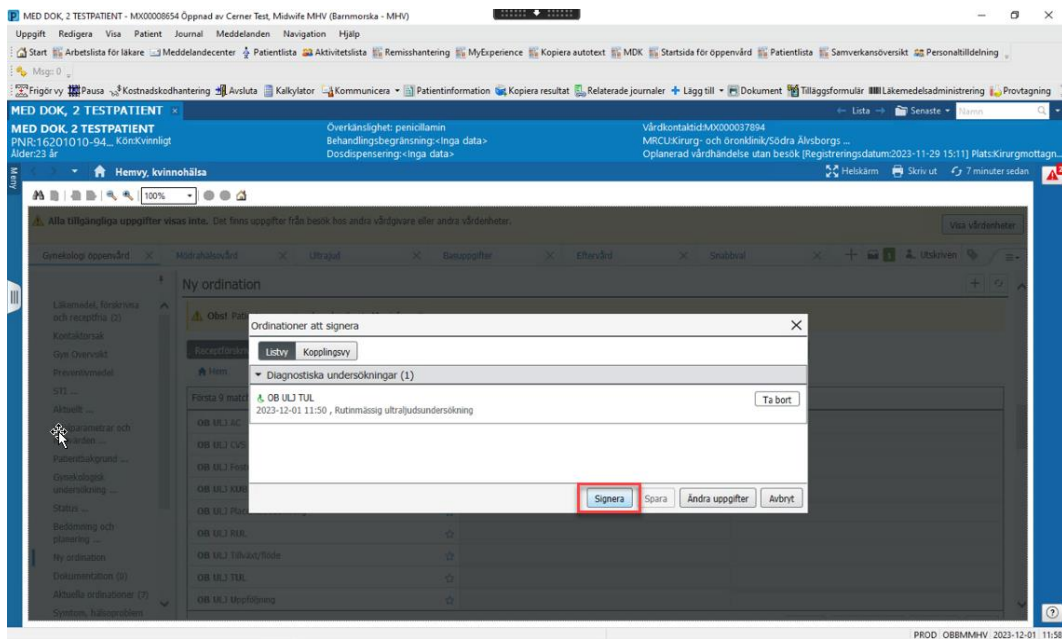 MED DOK, 2 TESTPATIENT - MX00008654 Öppnad av Cerner Test, Midwife MHV (Barnmorska - MHV)
Uppgift Redigera Visa Patient Journal Meddelanden Navigation Hjälp
Start Arbetslista för läkare Meddelandecenter Patientlista Aktivitetslista Remisshantering MyExperience Kopiera autotext MDK Startsida för öppenvård Patientlista Samverkansöversikt Personaltilldelning
Msg: 0
Frigör vy Pausa Kostnadskodhantering Avsluta Kalkylator Kommunicera Patientinformation Kopiera resultat Relaterade journaler Lägg till Dokument Tilläggsformulär Läkemedelsadministrering Provtagning
MED DOK, 2 TESTPATIENT Lista Senaste Namn
MED DOK, 2 TESTPATIENT Överkänslighet: penicillamin Vårdkontaktid:MX000037894
PNR:16201010-94... Kön:Kvinnligt Behandlingsbegränsning:<Inga data> MRCU:Kirurg- och öronklinik/Södra Älvsborgs ...
Ålder:23 år Dosdispensering:<Inga data> Oplanerad vårdhändelse utan besök [Registreringsdatum:2023-11-29 15:11] Plats:Kirurgmottagn...
Meny Hemvy, kvinnohälsa Helskärm Skriv ut 7 minuter sedan
100%
Alla tillgängliga uppgifter visas inte. Det finns uppgifter från besök hos andra vårdgivare eller andra vårdenheter. Visa vårdenheter
Gynekologi öppenvård Mödrahälsovård Ultraljud Basuppgifter Eftervård Snabbval Utskriven
Ny ordination
Läkemedel, förskrivna och receptfria (2)
Obs! Pat
Kontaktorsak
Gyn Översikt
Preventivmedel
STI ...
Aktuellt ...
parametrar och
Patientbakgrund ...
Gynekologisk undersökning ...
Status ...
Bedömning och planering ...
Ny ordination
Dokumentation (0)
Aktuella ordinationer (7)
Symtom, hälsoproblem
Receptförskri
Hem
Första 9 match
OB ULJ AC
OB ULJ CVS
OB ULJ Fost
OB ULJ KUB
OB ULJ Plac
OB ULJ RUL
OB ULJ Tillväxt/flöde
OB ULJ TUL
OB ULJ Uppföljning
Ordinationer att signera
Listvy Kopplingsvy
Diagnostiska undersökningar (1)
OB ULJ TUL Ta bort
2023-12-01 11:50 , Rutinmässig ultraljudsundersökning
Signera Spara Ändra uppgifter Avbryt
PROD OBBMMHV 2023-12-01 11:58